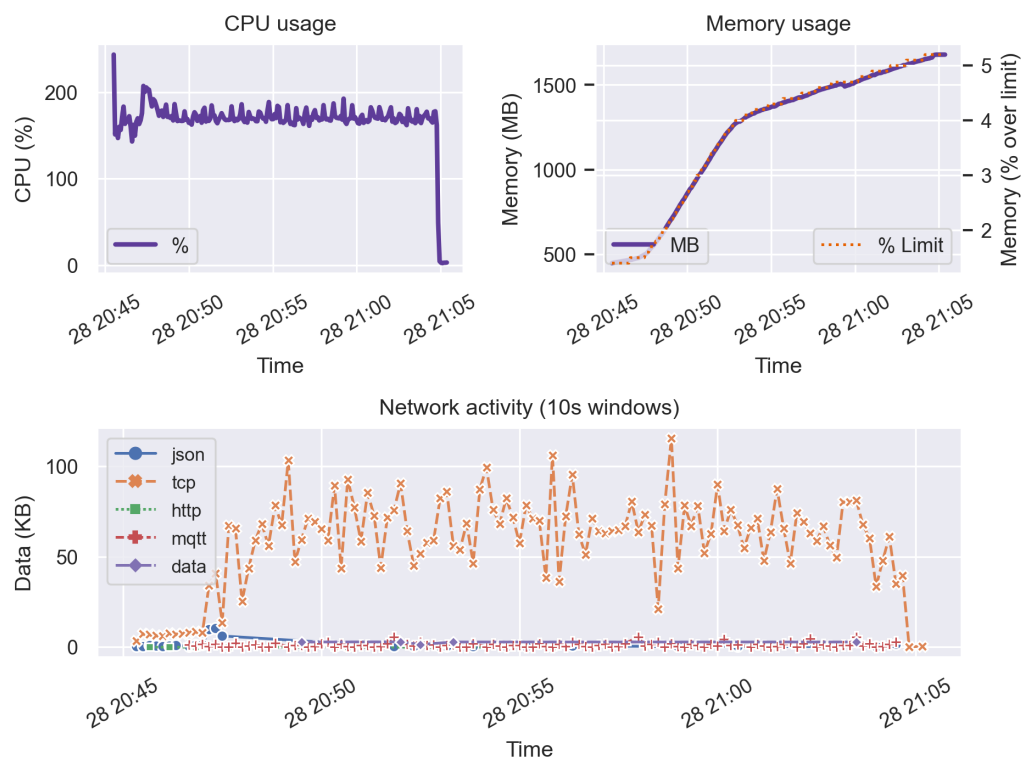 CPU usage
CPU (%)
200
100
0
%
28 20:45
28 20:50
28 20:55
28 21:00
28 21:05
Time
Memory usage
Memory (MB)
1500
1000
500
MB
% Limit
5
4
3
2
Memory (% over limit)
28 20:45
28 20:50
28 20:55
28 21:00
28 21:05
Time
Network activity (10s windows)
Data (KB)
100
50
0
json
tcp
http
mqtt
data
28 20:45
28 20:50
28 20:55
28 21:00
28 21:05
Time